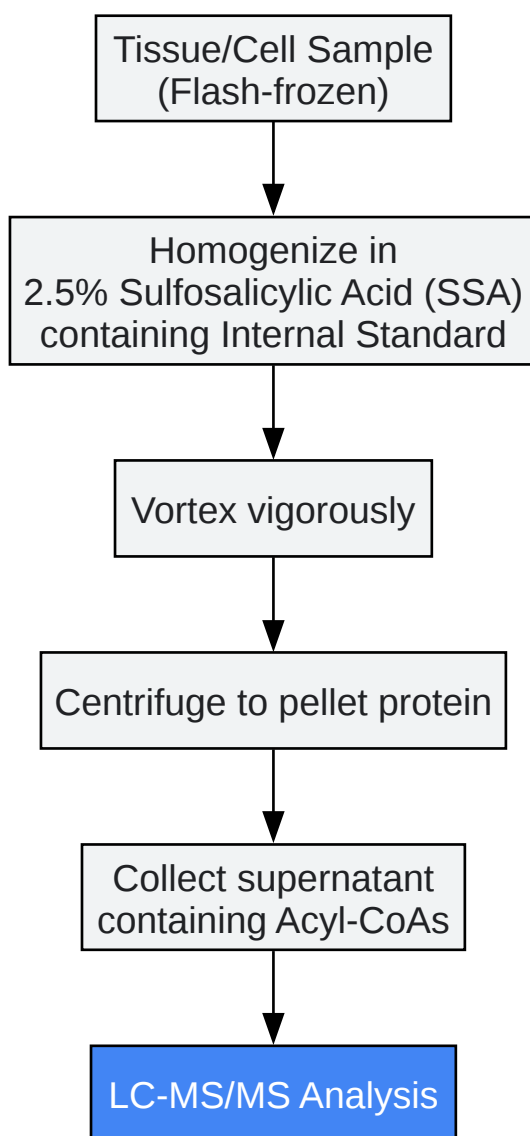 Tissue/Cell Sample
(Flash-frozen)
Homogenize in
2.5% Sulfosalicylic Acid (SSA)
containing Internal Standard
Vortex vigorously
Centrifuge to pellet protein
Collect supernatant
containing Acyl-CoAs
LC-MS/MS Analysis